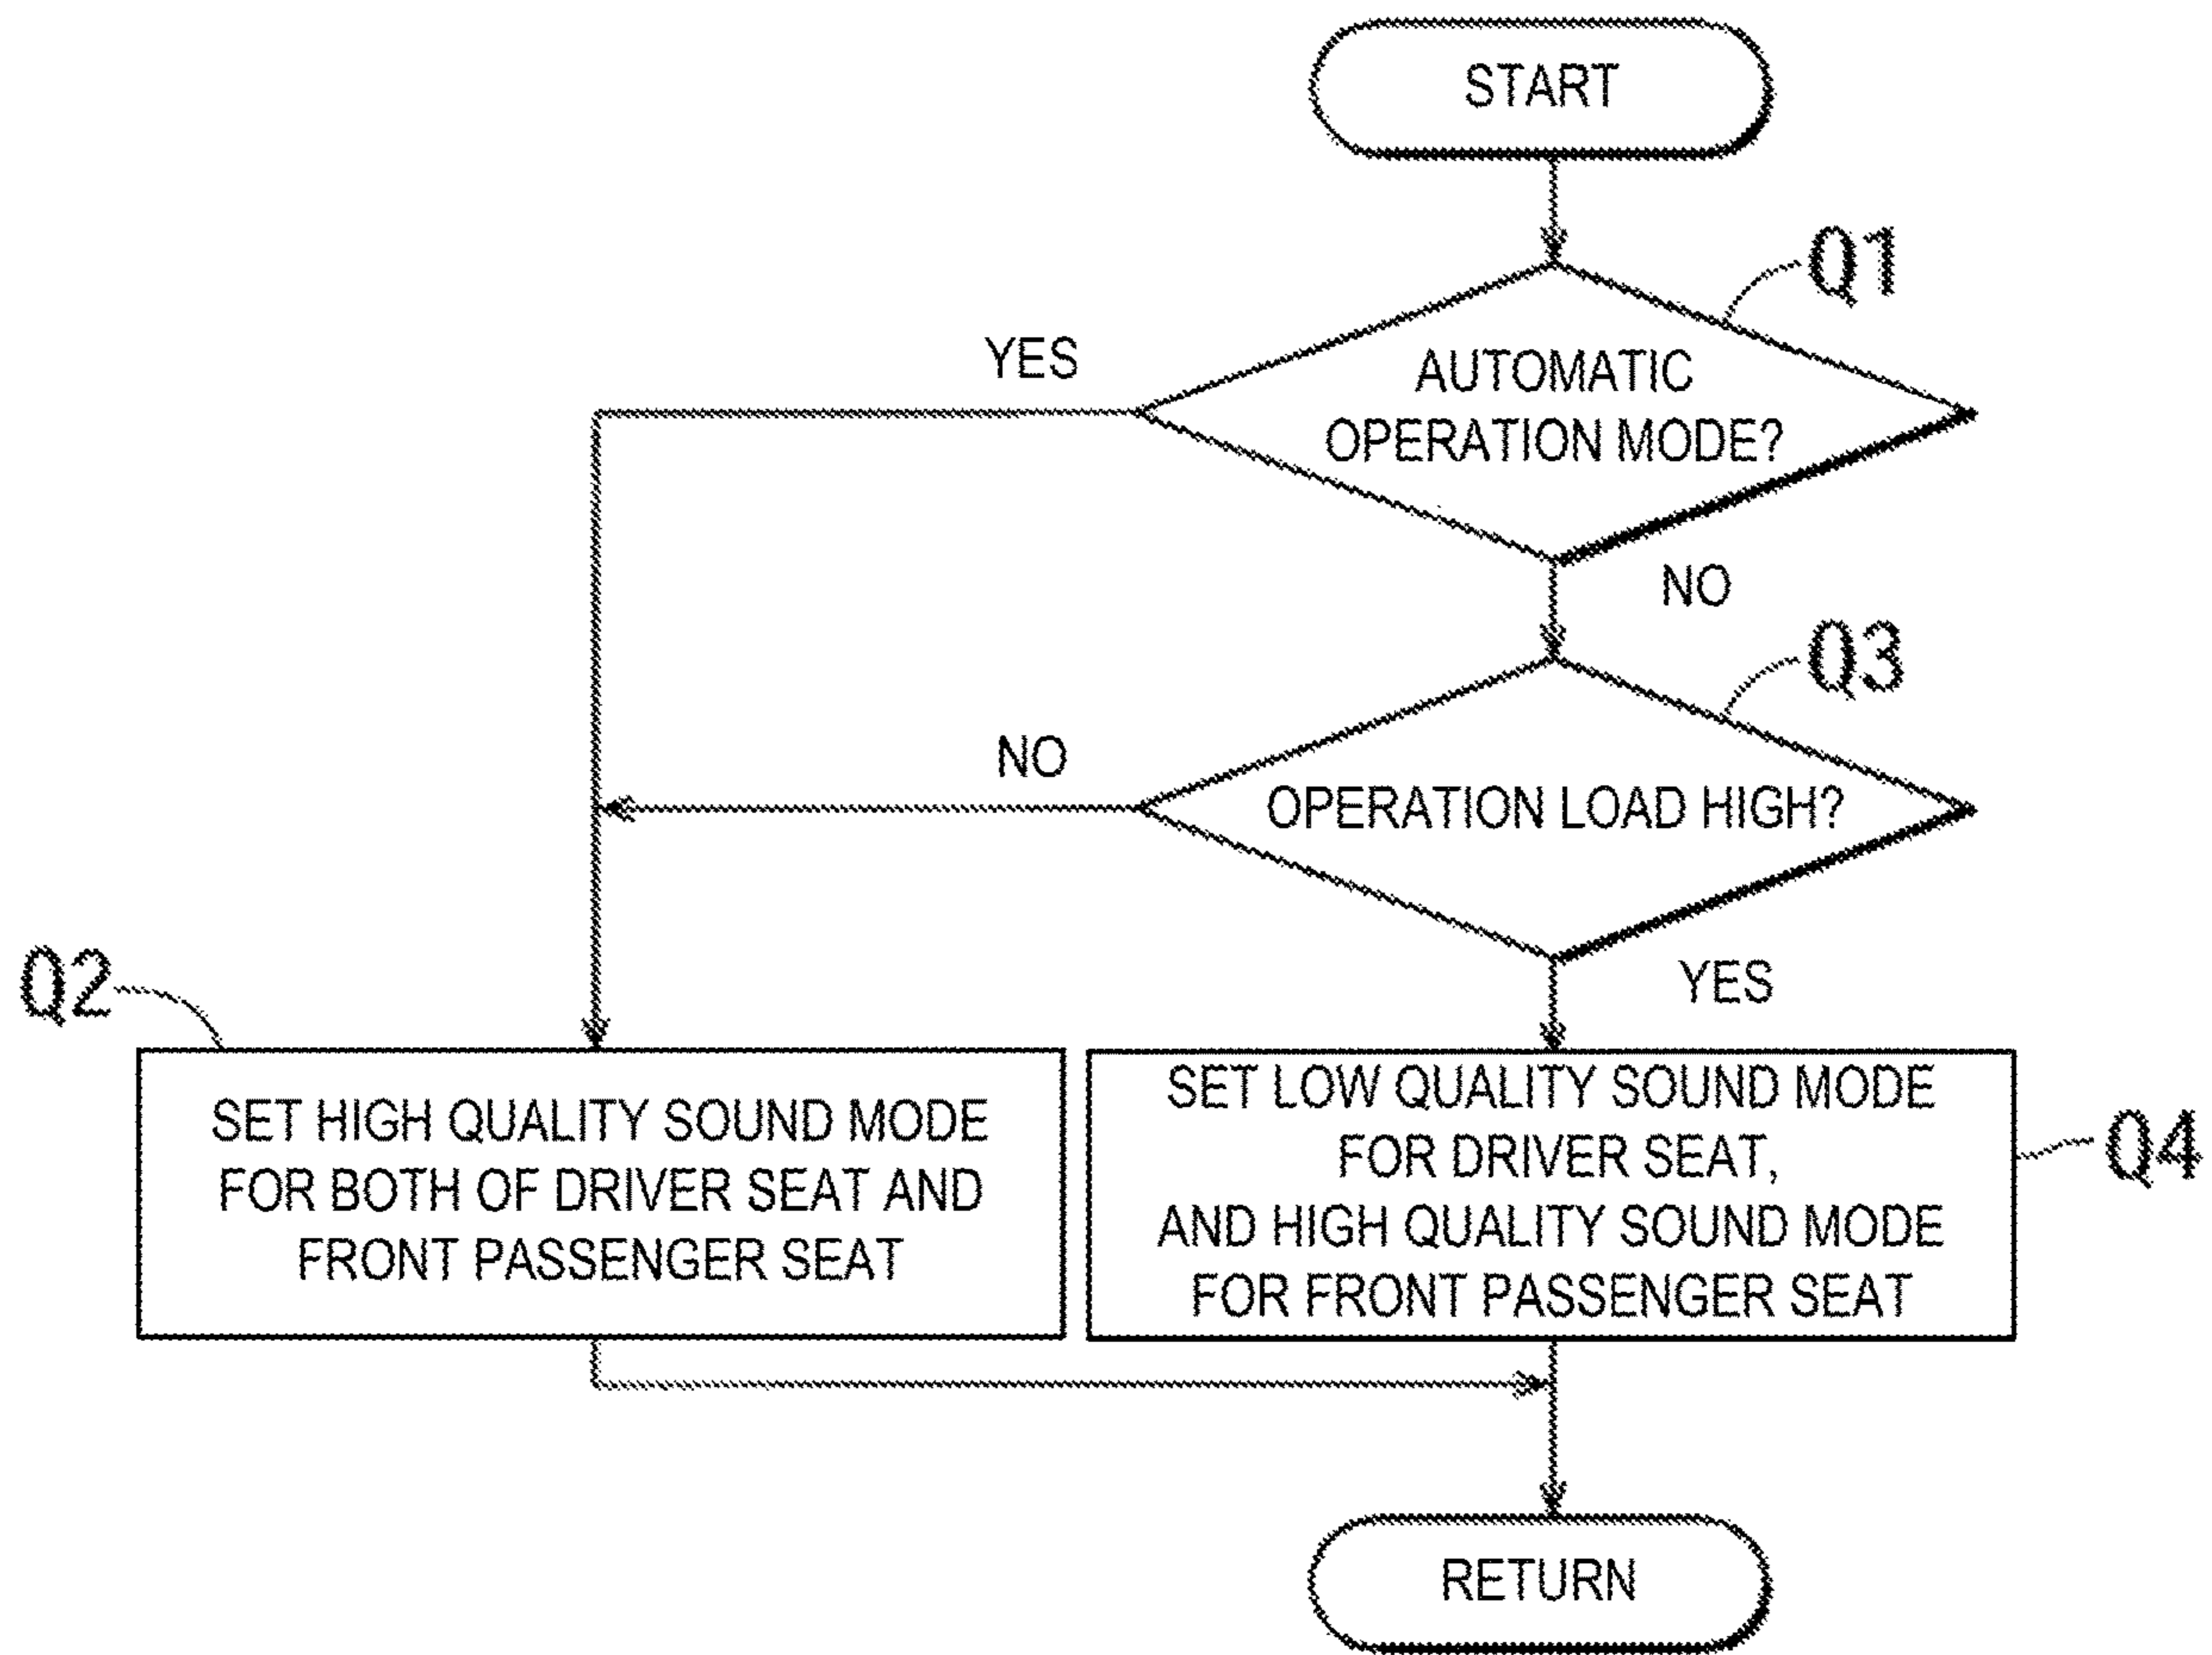 START
Q1
YES
AUTOMATIC
OPERATION MODE?
NO
Q3
NO
OPERATION LOAD HIGH?
YES
Q2
SET HIGH QUALITY SOUND MODE
FOR BOTH OF DRIVER SEAT AND
FRONT PASSENGER SEAT
SET LOW QUALITY SOUND MODE
FOR DRIVER SEAT,
AND HIGH QUALITY SOUND MODE
FOR FRONT PASSENGER SEAT
Q4
RETURN